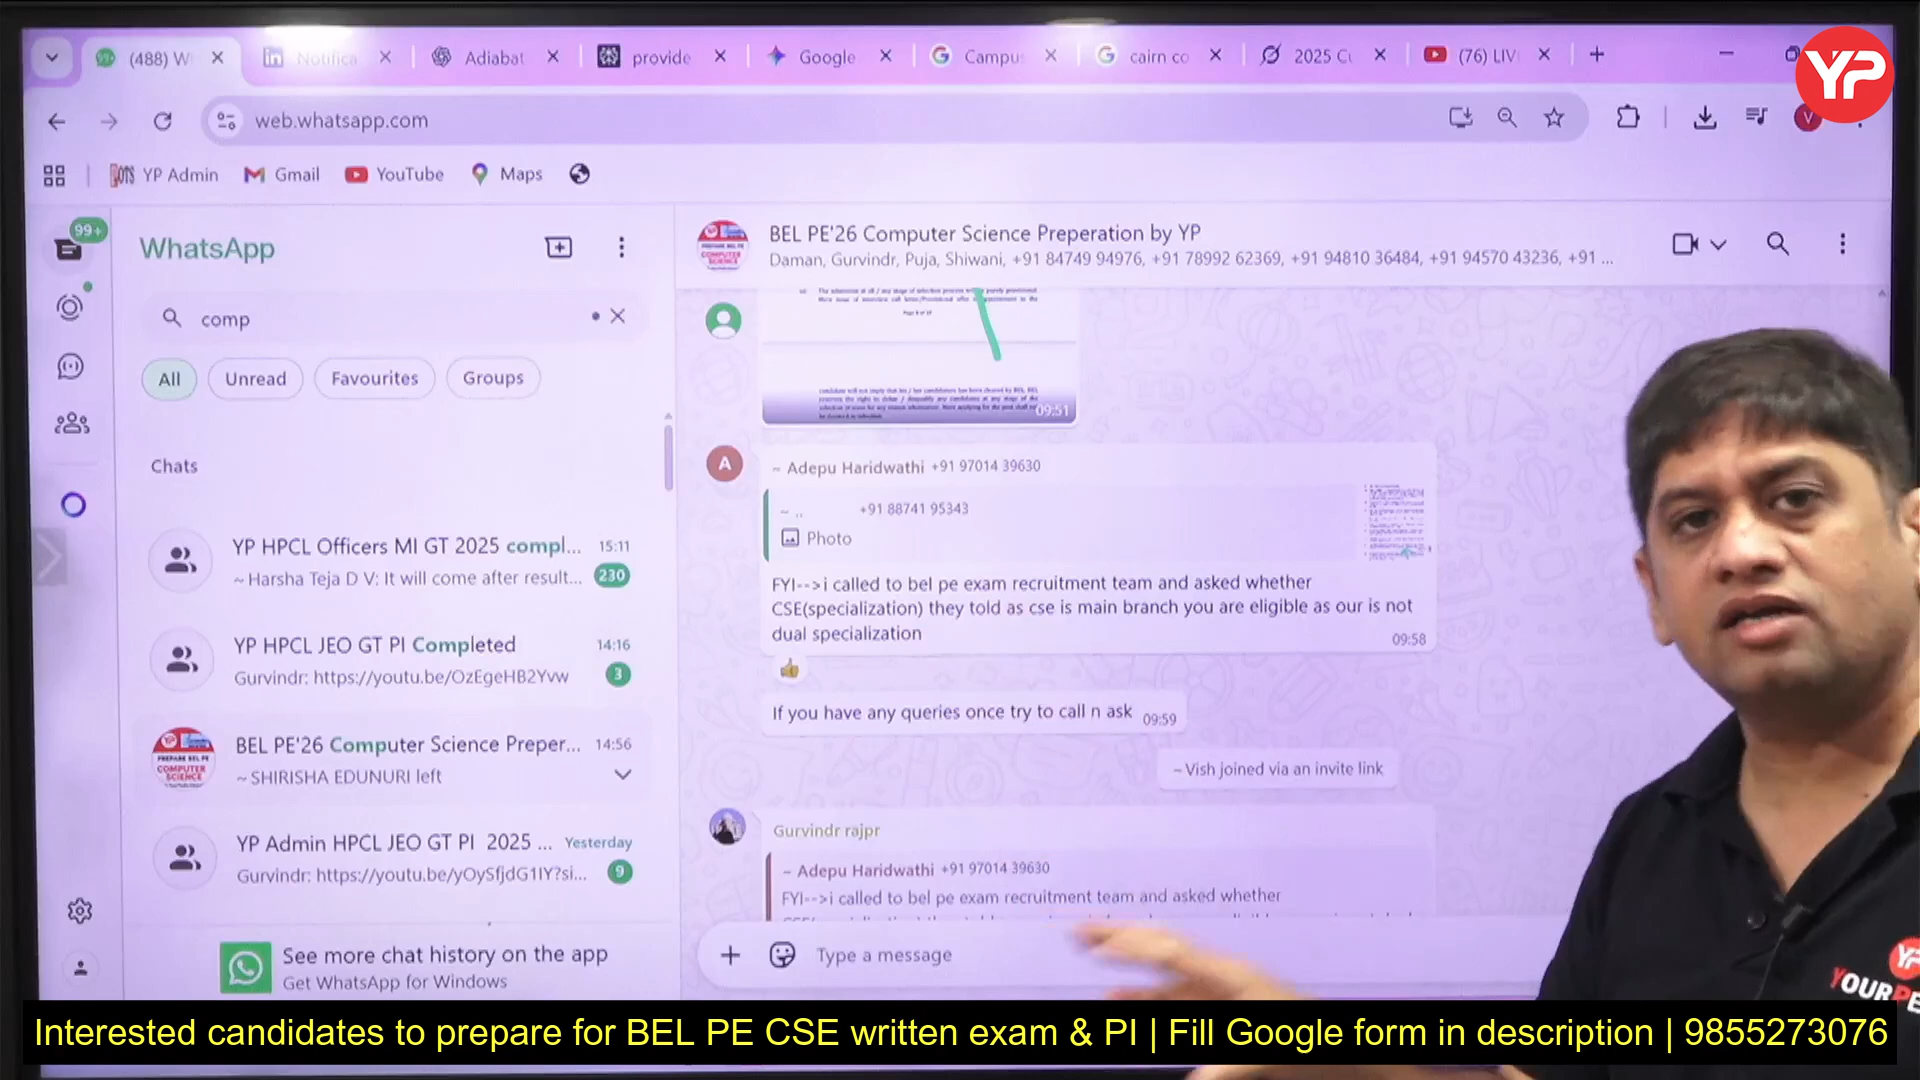 (488) W
Notifica
Adiabat
provide
Google
Campu
cairn co
2025 Cu
(76) LIV
YP
web.whatsapp.com
V
YP Admin
Gmail
YouTube
Maps
99+
WhatsApp
BEL PE'26 Computer Science Preperation by YP
Daman, Gurvindr, Puja, Shiwani, +91 84749 94976, +91 78992 62369, +91 94810 36484, +91 94570 43236, +91 ...
comp
All
Unread
Favourites
Groups
09:51
Chats
A
~ Adepu Haridwathi +91 97014 39630
~ .. +91 88741 95343
Photo
FYI-->i called to bel pe exam recruitment team and asked whether
CSE(specialization) they told as cse is main branch you are eligible as our is not
dual specialization
09:58
YP HPCL Officers MI GT 2025 compl... 15:11
~ Harsha Teja D V: It will come after result... 230
YP HPCL JEO GT PI Completed 14:16
Gurvindr: https://youtu.be/OzEgeHB2Yvw 3
If you have any queries once try to call n ask 09:59
BEL PE'26 Computer Science Preper... 14:56
~ SHIRISHA EDUNURI left
~ Vish joined via an invite link
Gurvindr rajpr
~ Adepu Haridwathi +91 97014 39630
FYI-->i called to bel pe exam recruitment team and asked whether
YP Admin HPCL JEO GT PI 2025 ... Yesterday
Gurvindr: https://youtu.be/yOySfjdG1IY?si... 9
See more chat history on the app
Get WhatsApp for Windows
Type a message
Interested candidates to prepare for BEL PE CSE written exam & PI | Fill Google form in description | 9855273076